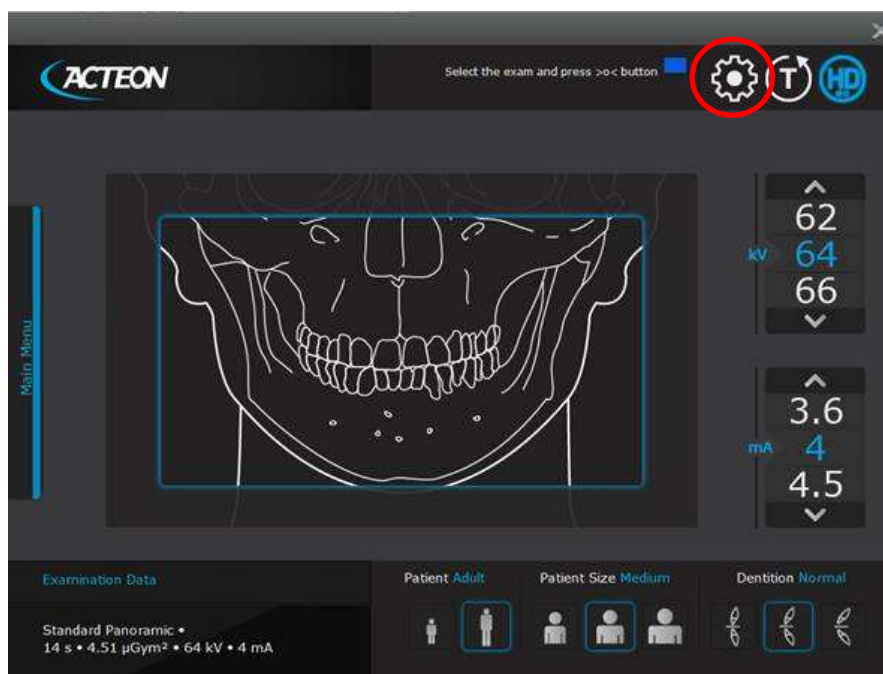 ACTEON
Select the exam and press >o< button
T
HD
Main Menu
62
kV 64
66
3.6
mA 4
4.5
Examination Data
Patient Adult
Patient Size Medium
Dentition Normal
Standard Panoramic •
14 s • 4.51 µGym² • 64 kV • 4 mA